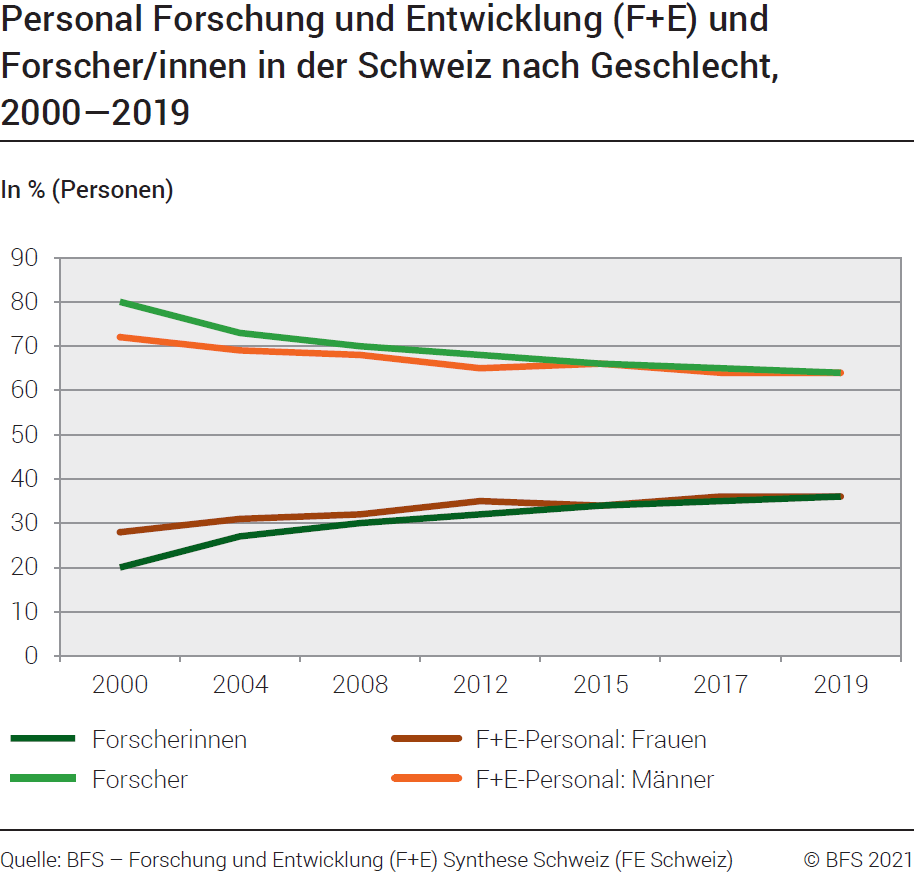 Personal Forschung und Entwicklung (F+E) und
Forscher/innen in der Schweiz nach Geschlecht,
2000—2019
In % (Personen)
90
80
70
60
50
40
30
20
10
0
2000 2004 2008 2012 2015 2017 2019
Forscherinnen F+E-Personal: Frauen
Forscher F+E-Personal: Männer
Quelle: BFS – Forschung und Entwicklung (F+E) Synthese Schweiz (FE Schweiz) © BFS 2021